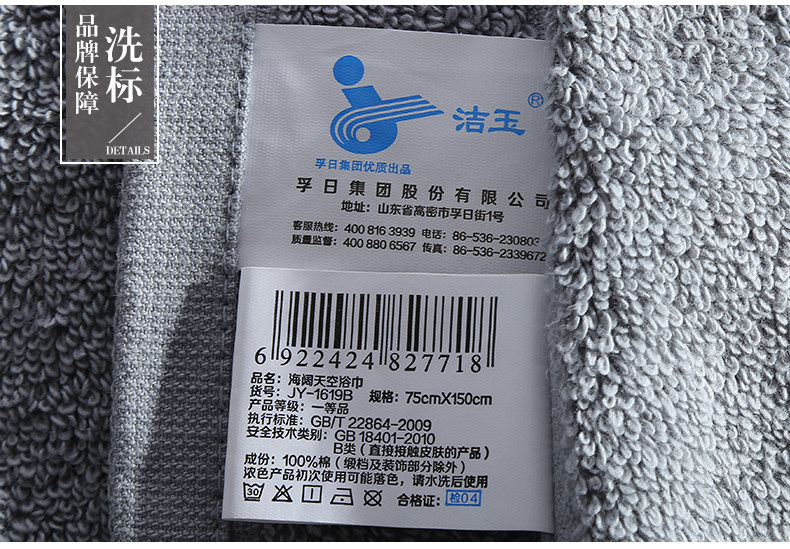 品牌保障
洗标
DETAILS
洁玉®
孚日集团优质出品
孚日集团股份有限公司
地址：山东省高密市孚日街1号
客服热线：400 816 3939 电话：86-536-230803
质量监督：400 880 6567 传真：86-536-2339672
6 922424 827718
品名：海阔天空浴巾
货号：JY-1619B 规格：75cmX150cm
产品等级：一等品
执行标准：GB/T 22864-2009
安全技术类别：GB 18401-2010
B类（直接接触皮肤的产品）
成份：100%棉（缎档及装饰部分除外）
浓色产品初次使用可能落色，请水洗后使用
30 合格证：检04